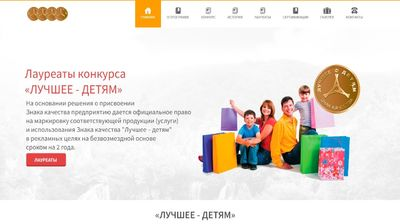 ГЛАВНАЯ О ПРОГРАММЕ КОНКУРС ИСТОРИЯ ЛАУРЕАТЫ СЕРТИФИКАЦИЯ ГАЛЕРЕЯ КОНТАКТЫ
Лауреаты конкурса
«ЛУЧШЕЕ - ДЕТЯМ»
На основании решения о присвоении
Знака качества предприятию дается официальное право
на маркировку соответствующей продукции (услуги)
и использования Знака качества "Лучшее - детям"
в рекламных целях на безвозмездной основе
сроком на 2 года.
ЛАУРЕАТЫ
ЛУЧШЕЕ ДЕТЯМ
«ЛУЧШЕЕ - ДЕТЯМ»